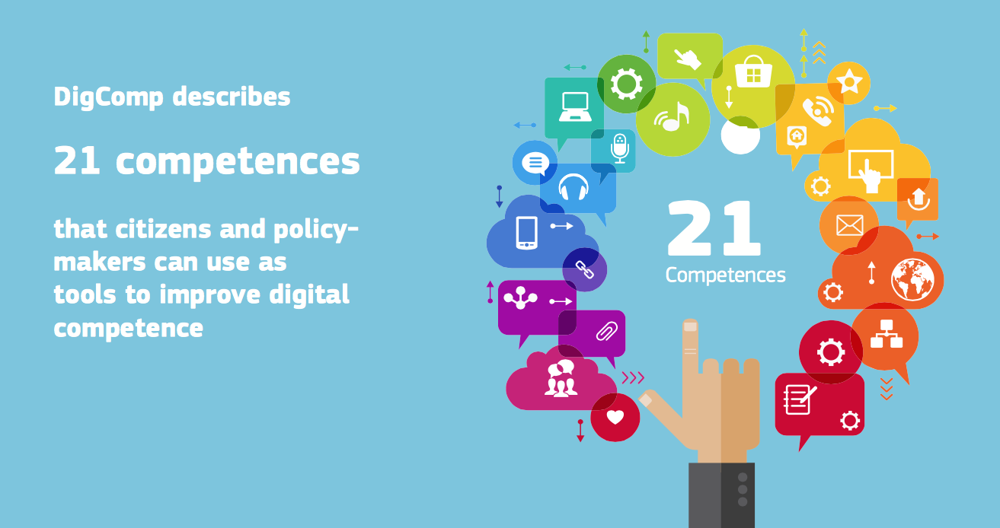 DigComp describes
21 competences
that citizens and policy-
makers can use as
tools to improve digital
competence
21
Competences